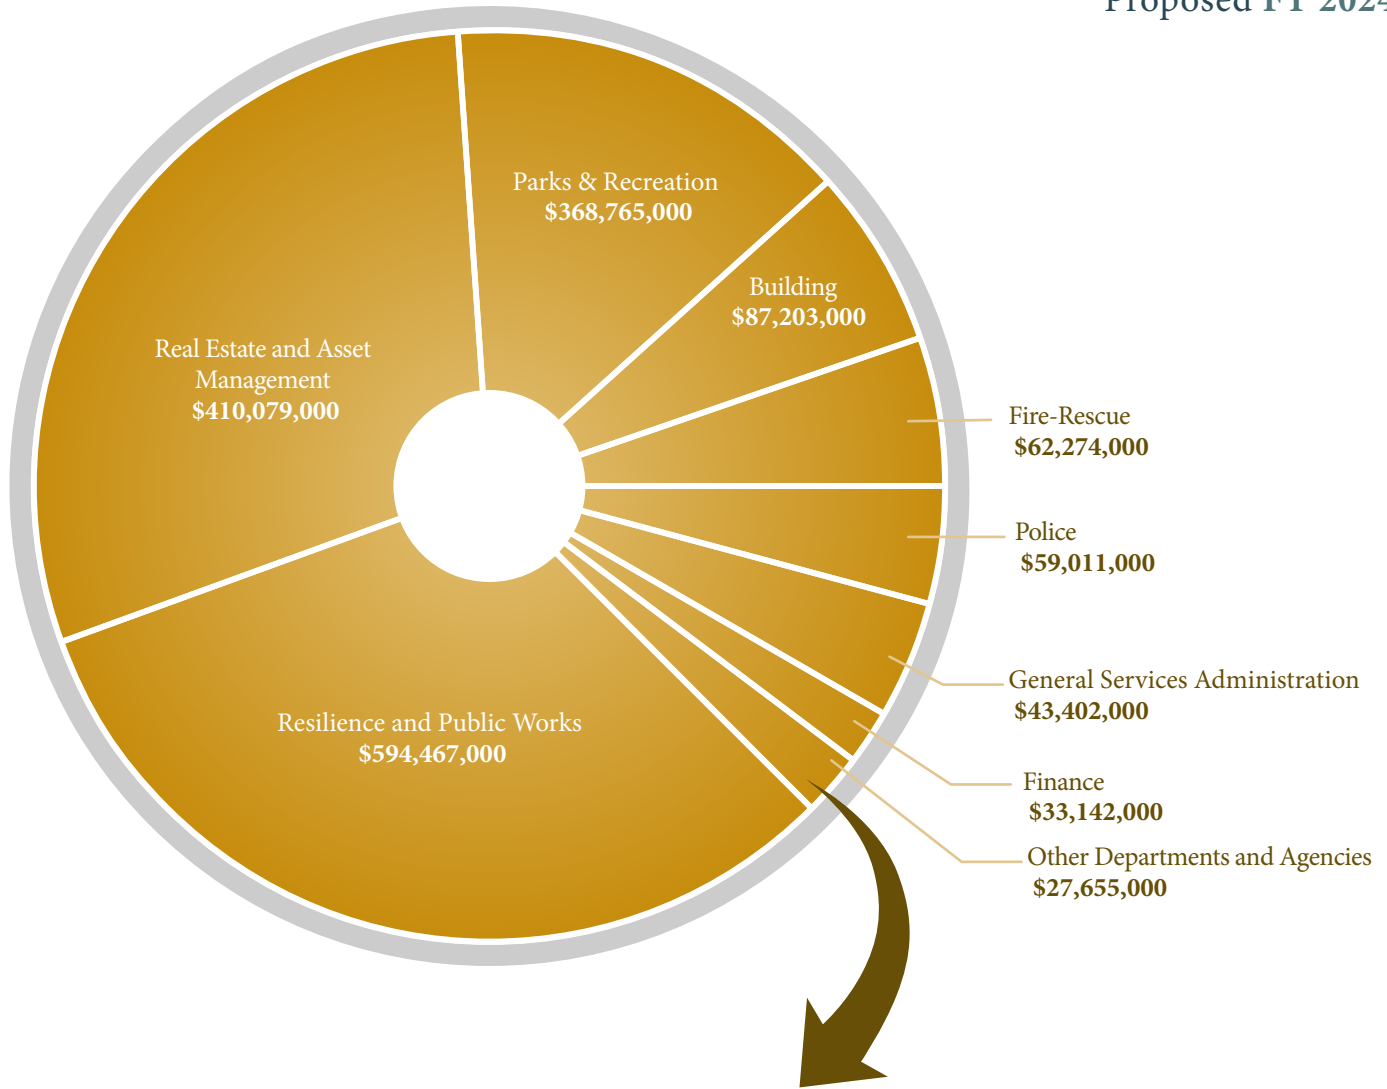 Proposed FY 2024
Parks & Recreation
$368,765,000
Building
$87,203,000
Real Estate and Asset
Management
$410,079,000
Fire-Rescue
$62,274,000
Police
$59,011,000
General Services Administration
$43,402,000
Resilience and Public Works
$594,467,000
Finance
$33,142,000
Other Departments and Agencies
$27,655,000